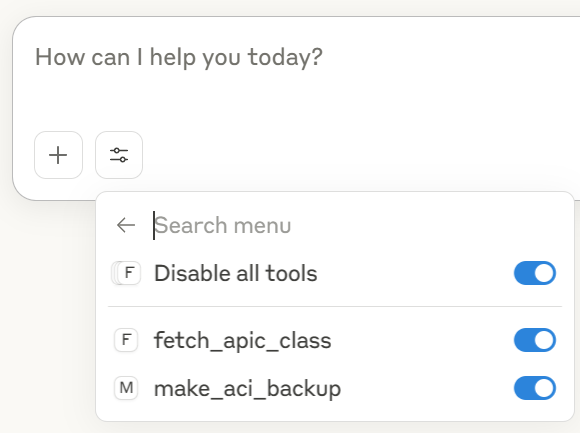 How can I help you today?
Search menu
F Disable all tools
F fetch_apic_class
M make_aci_backup